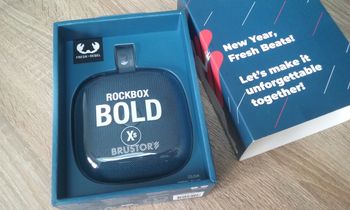 FRESH 'N REBEL
ROCKBOX
BOLD
Xs
BRUSTOR
New Year,
Fresh Beats!
Let's make it
unforgettable
together!